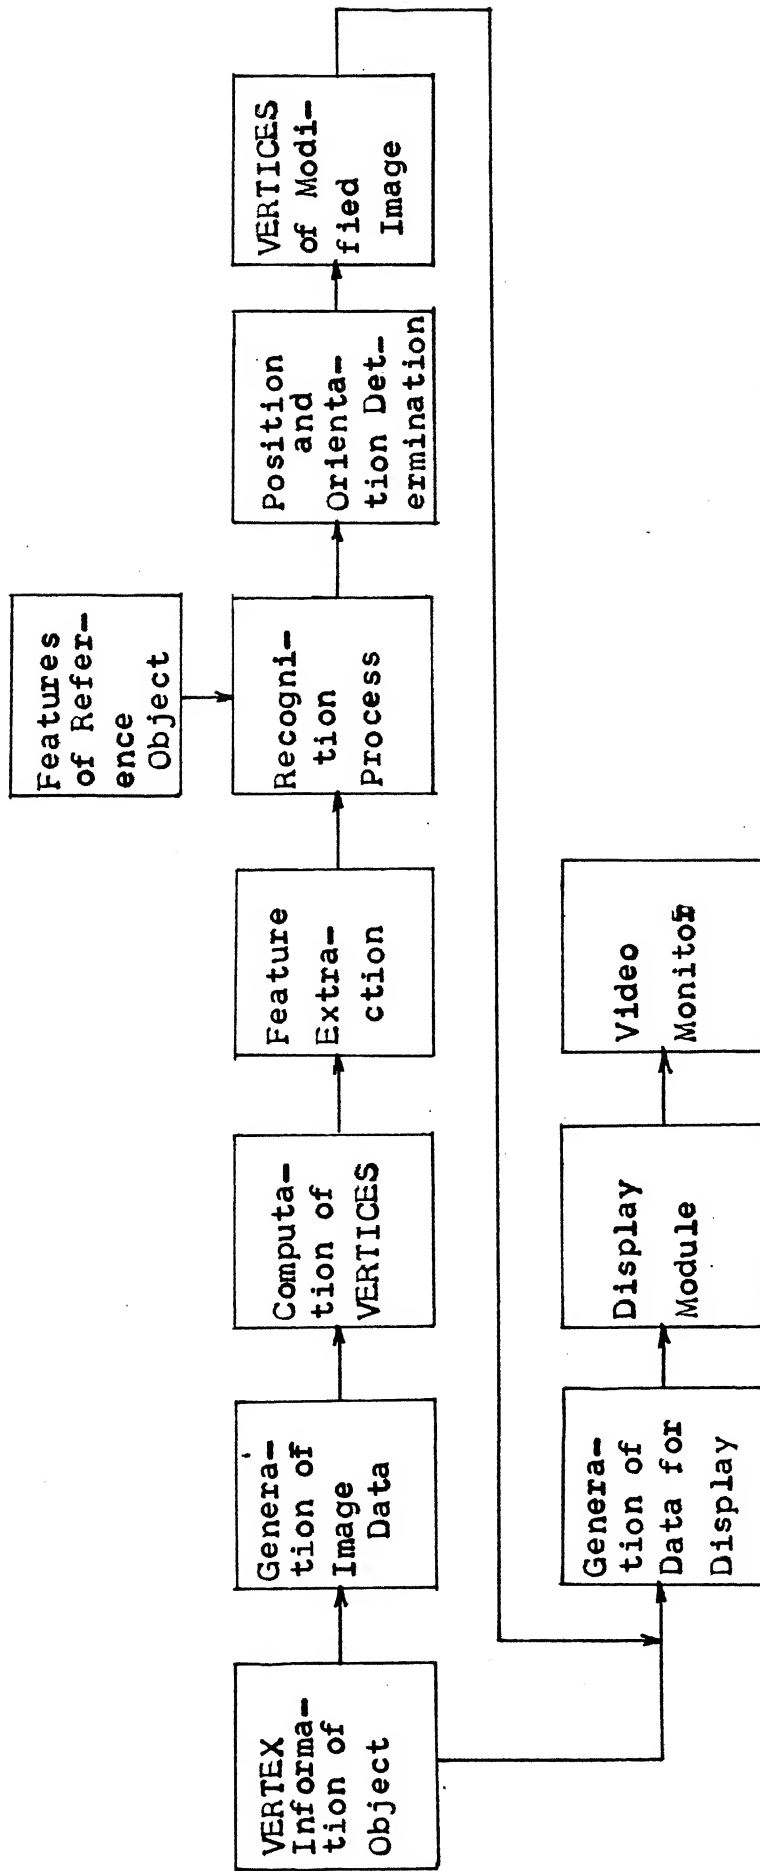 VERTEX
Informa-
tion of
Object
Genera-
tion of
Image
Data
Computa-
tion of
VERTICES
Feature
Extra-
ction
Features
of Refer-
ence
Object
Recogni-
tion
Process
Position
and
Orienta-
tion Det-
ermination
VERTICES
of Modi-
fied
Image
Genera-
tion of
Data for
Display
Display
Module
Video
Monitor